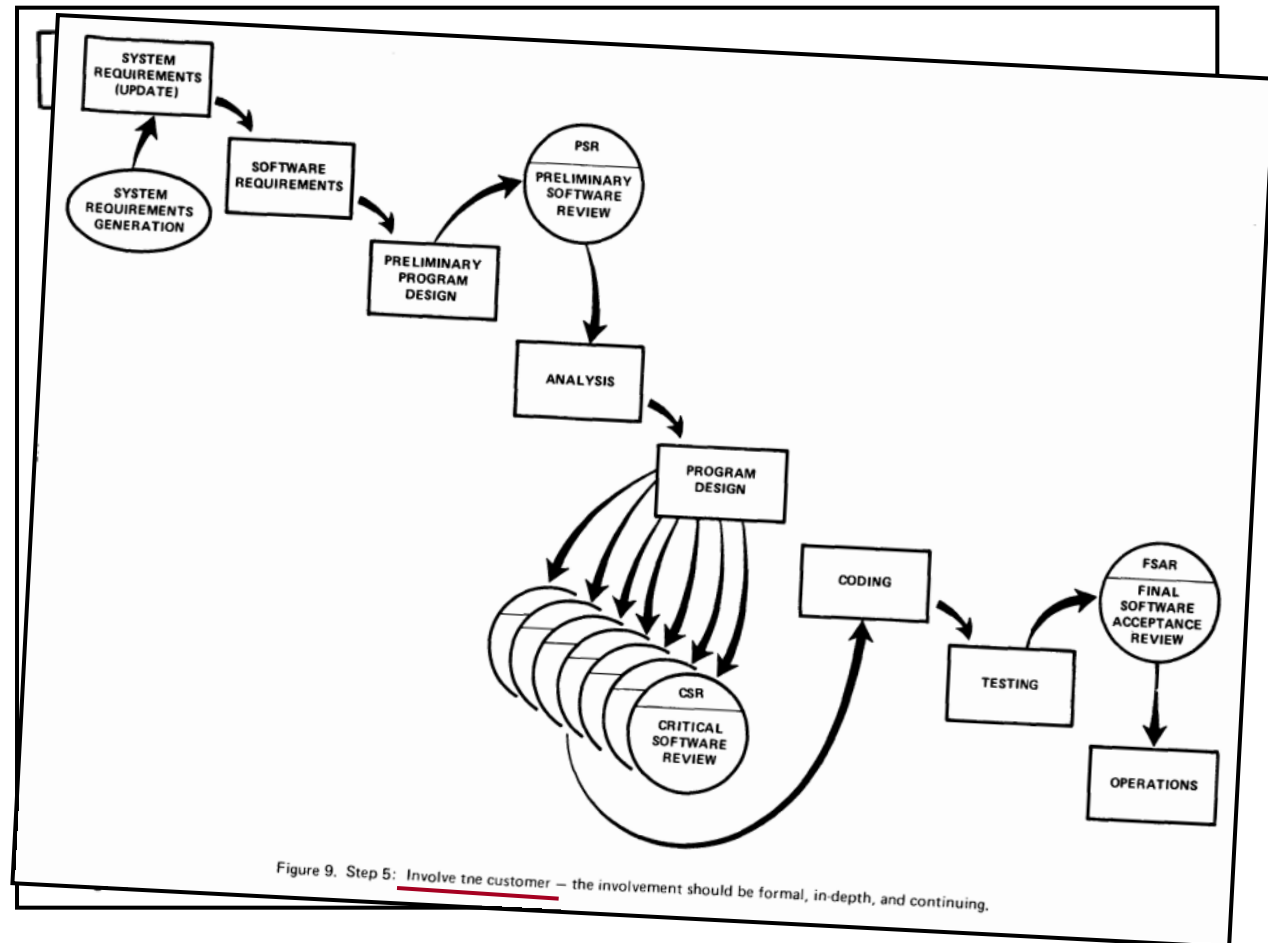 SYSTEM
REQUIREMENTS
(UPDATE)
SYSTEM
REQUIREMENTS
GENERATION
SOFTWARE
REQUIREMENTS
PRELIMINARY
PROGRAM
DESIGN
PSR
PRELIMINARY
SOFTWARE
REVIEW
ANALYSIS
PROGRAM
DESIGN
CSR
CRITICAL
SOFTWARE
REVIEW
CODING
TESTING
FSAR
FINAL
SOFTWARE
ACCEPTANCE
REVIEW
OPERATIONS
Figure 9. Step 5: Involve tne customer – the involvement should be formal, in-depth, and continuing.